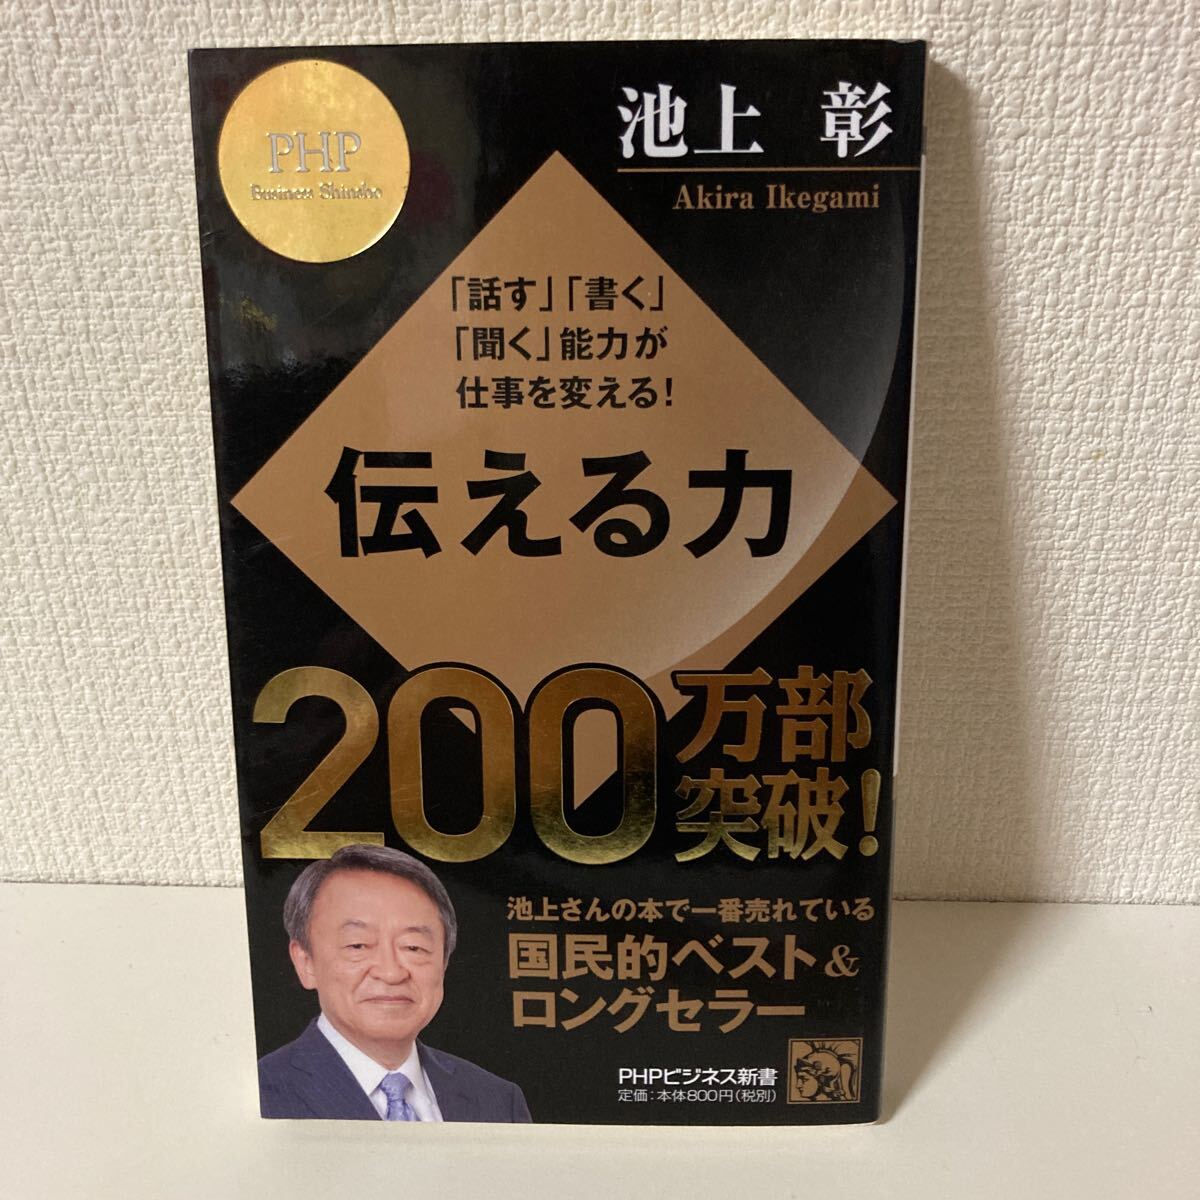 PHP
Business Shinsho
池上 彰
Akira Ikegami
「話す」「書く」
「聞く」能力が
仕事を変える!
伝える力
200万部
突破!
池上さんの本で一番売れている
国民的ベスト&
ロングセラー
PHPビジネス新書
定価:本体800円(税別)